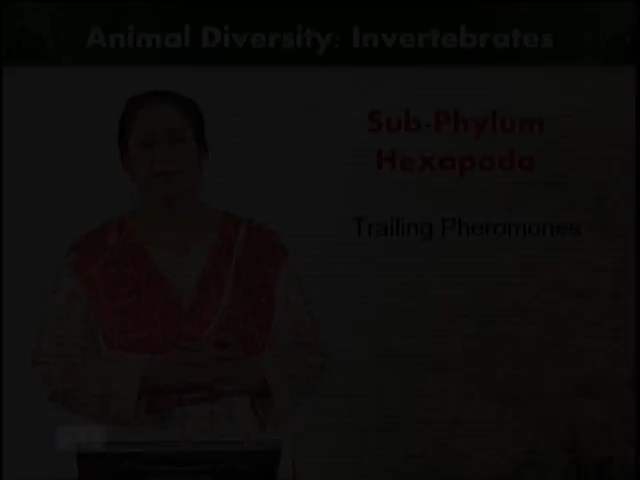 Animal Diversity: Invertebrates
Sub-Phylum
Hexapoda
Trailing Pheromones